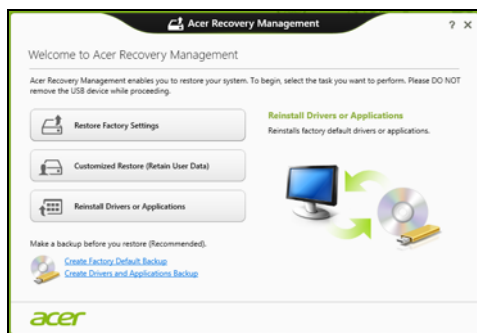 Acer Recovery Management
? X
Welcome to Acer Recovery Management
Acer Recovery Management enables you to restore your system. To begin, select the task you want to perform. Please DO NOT
remove the USB device while proceeding.
Restore Factory Settings
Customized Restore (Retain User Data)
Reinstall Drivers or Applications
Reinstall Drivers or Applications
Reinstalls factory default drivers or applications.
Make a backup before you restore (Recommended).
Create Factory Default Backup
Create Drivers and Applications Backup
acer